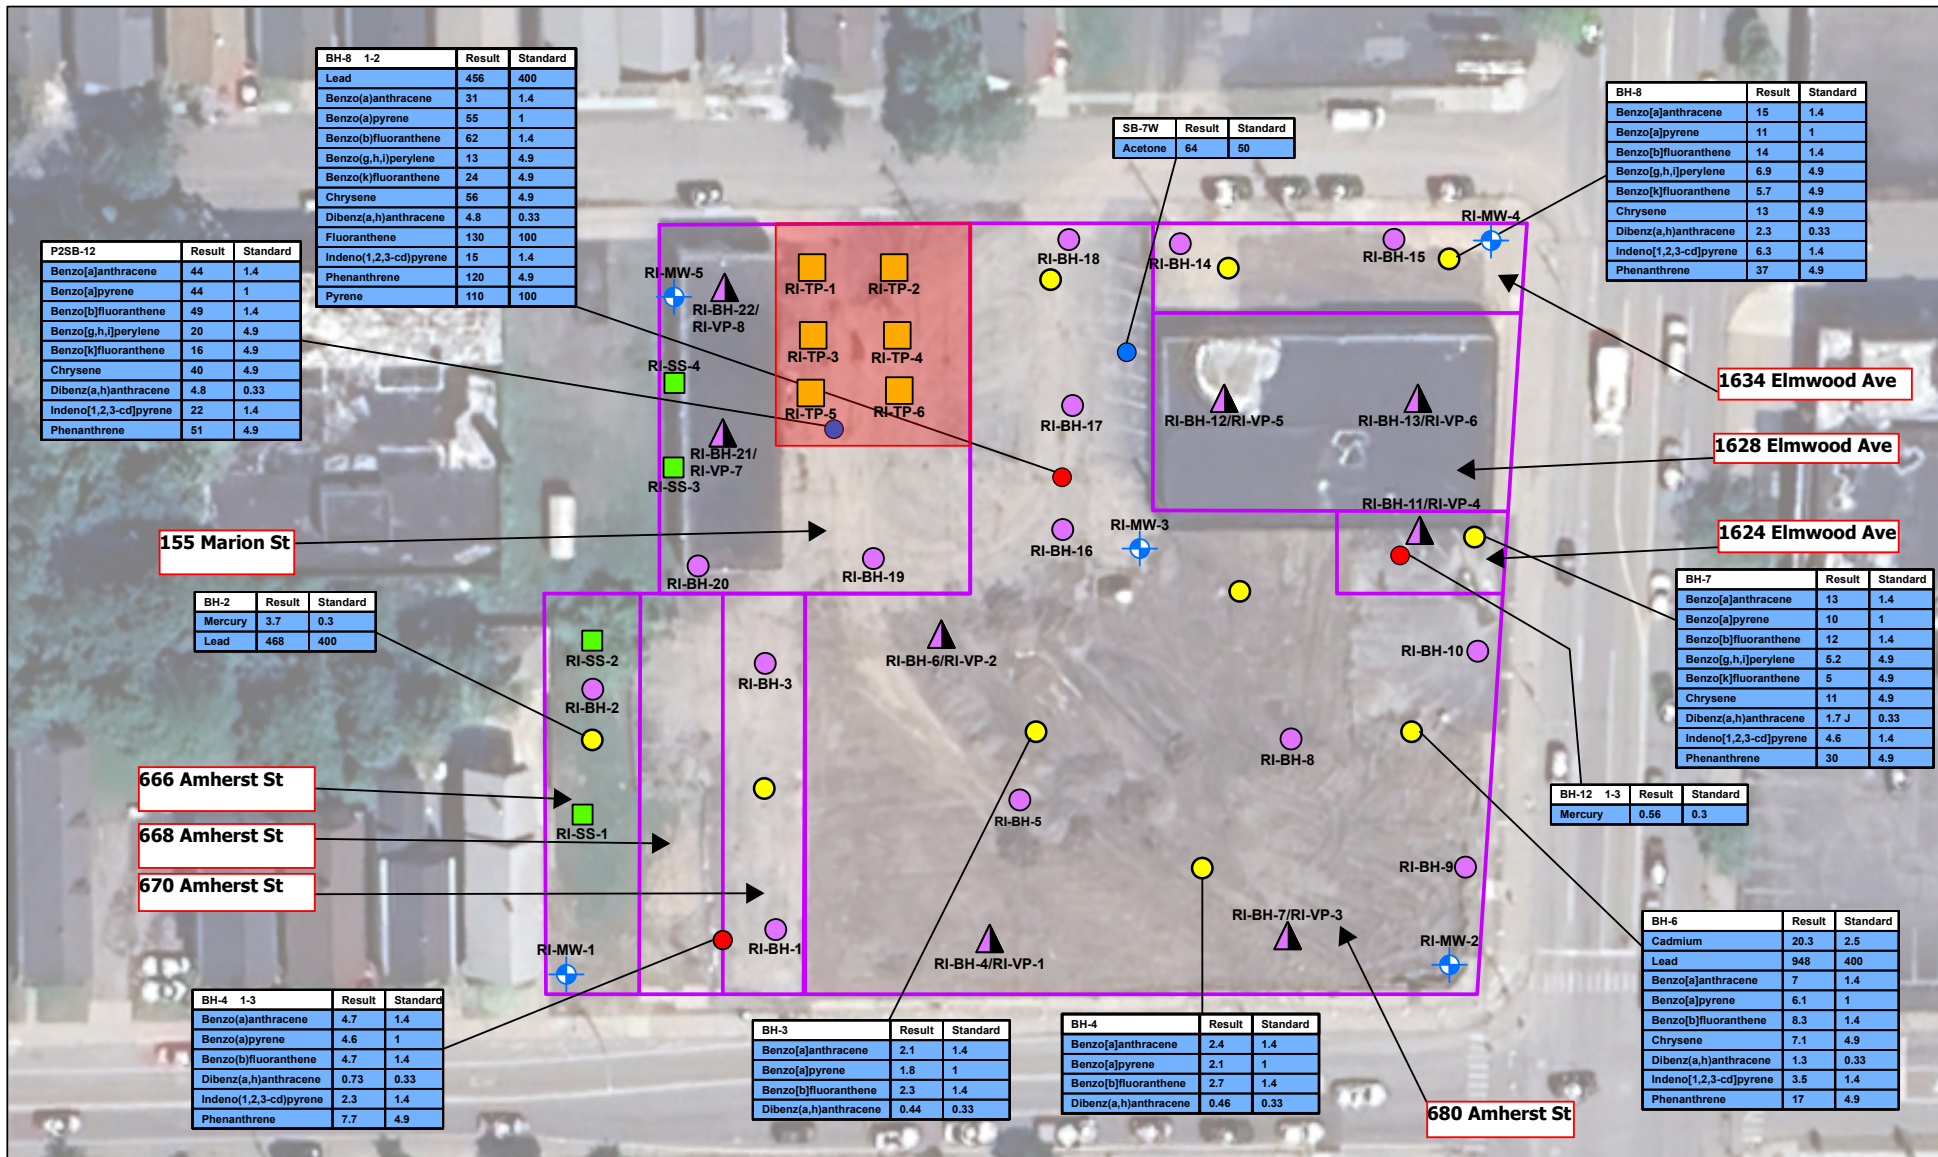 BH-8 1-2 Result Standard
Lead 456 400
Benzo(a)anthracene 31 1.4
Benzo(a)pyrene 55 1
Benzo(b)fluoranthene 62 1.4
Benzo(g,h,i)perylene 13 4.9
Benzo(k)fluoranthene 24 4.9
Chrysene 56 4.9
Dibenz(a,h)anthracene 4.8 0.33
Fluoranthene 130 100
Indeno(1,2,3-cd)pyrene 15 1.4
Phenanthrene 120 4.9
Pyrene 110 100
SB-7W Result Standard
Acetone 64 50
BH-8 Result Standard
Benzo[a]anthracene 15 1.4
Benzo[a]pyrene 11 1
Benzo[b]fluoranthene 14 1.4
Benzo[g,h,i]perylene 6.9 4.9
Benzo[k]fluoranthene 5.7 4.9
Chrysene 13 4.9
Dibenz(a,h)anthracene 2.3 0.33
Indeno[1,2,3-cd]pyrene 6.3 1.4
Phenanthrene 37 4.9
P2SB-12 Result Standard
Benzo[a]anthracene 44 1.4
Benzo[a]pyrene 44 1
Benzo[b]fluoranthene 49 1.4
Benzo[g,h,i]perylene 20 4.9
Benzo[k]fluoranthene 16 4.9
Chrysene 40 4.9
Dibenz(a,h)anthracene 4.8 0.33
Indeno[1,2,3-cd]pyrene 22 1.4
Phenanthrene 51 4.9
RI-MW-5
RI-BH-22/
RI-VP-8
RI-TP-1
RI-TP-2
RI-BH-18
RI-BH-14
RI-BH-15
RI-MW-4
RI-TP-3
RI-TP-4
RI-SS-4
RI-TP-5
RI-TP-6
RI-BH-17
RI-BH-12/RI-VP-5
RI-BH-13/RI-VP-6
1634 Elmwood Ave
RI-BH-21/
RI-VP-7
RI-SS-3
1628 Elmwood Ave
RI-BH-11/RI-VP-4
155 Marion St
RI-BH-16
RI-MW-3
1624 Elmwood Ave
RI-BH-20
RI-BH-19
BH-2 Result Standard
Mercury 3.7 0.3
Lead 468 400
BH-7 Result Standard
Benzo[a]anthracene 13 1.4
Benzo[a]pyrene 10 1
Benzo[b]fluoranthene 12 1.4
Benzo[g,h,i]perylene 5.2 4.9
Benzo[k]fluoranthene 5 4.9
Chrysene 11 4.9
Dibenz(a,h)anthracene 1.7 J 0.33
Indeno[1,2,3-cd]pyrene 4.6 1.4
Phenanthrene 30 4.9
RI-SS-2
RI-BH-2
RI-BH-3
RI-BH-6/RI-VP-2
RI-BH-10
RI-BH-8
666 Amherst St
RI-SS-1
RI-BH-5
BH-12 1-3 Result Standard
Mercury 0.56 0.3
668 Amherst St
670 Amherst St
RI-BH-9
RI-MW-1
RI-BH-1
RI-BH-4/RI-VP-1
RI-BH-7/RI-VP-3
RI-MW-2
BH-6 Result Standard
Cadmium 20.3 2.5
Lead 948 400
Benzo[a]anthracene 7 1.4
Benzo[a]pyrene 6.1 1
Benzo[b]fluoranthene 8.3 1.4
Chrysene 7.1 4.9
Dibenz(a,h)anthracene 1.3 0.33
Indeno[1,2,3-cd]pyrene 3.5 1.4
Phenanthrene 17 4.9
BH-4 1-3 Result Standard
Benzo(a)anthracene 4.7 1.4
Benzo(a)pyrene 4.6 1
Benzo(b)fluoranthene 4.7 1.4
Dibenz(a,h)anthracene 0.73 0.33
Indeno(1,2,3-cd)pyrene 2.3 1.4
Phenanthrene 7.7 4.9
BH-3 Result Standard
Benzo[a]anthracene 2.1 1.4
Benzo[a]pyrene 1.8 1
Benzo[b]fluoranthene 2.3 1.4
Dibenz(a,h)anthracene 0.44 0.33
BH-4 Result Standard
Benzo[a]anthracene 2.4 1.4
Benzo[a]pyrene 2.1 1
Benzo[b]fluoranthene 2.7 1.4
Dibenz(a,h)anthracene 0.46 0.33
680 Amherst St